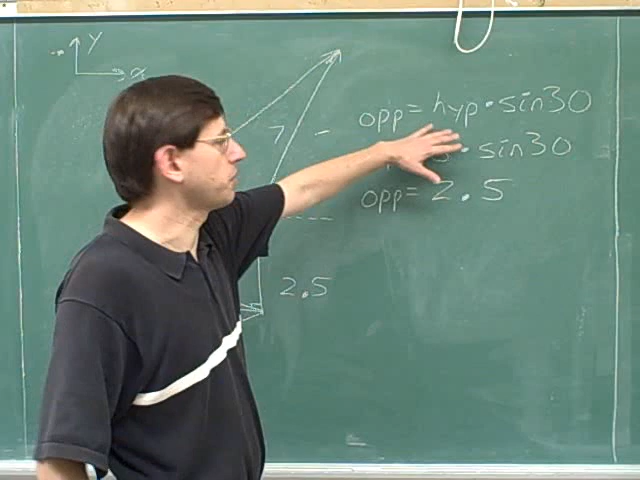 y
x
7
opp= hyp·sin30
· sin30
opp= 2.5
2.5